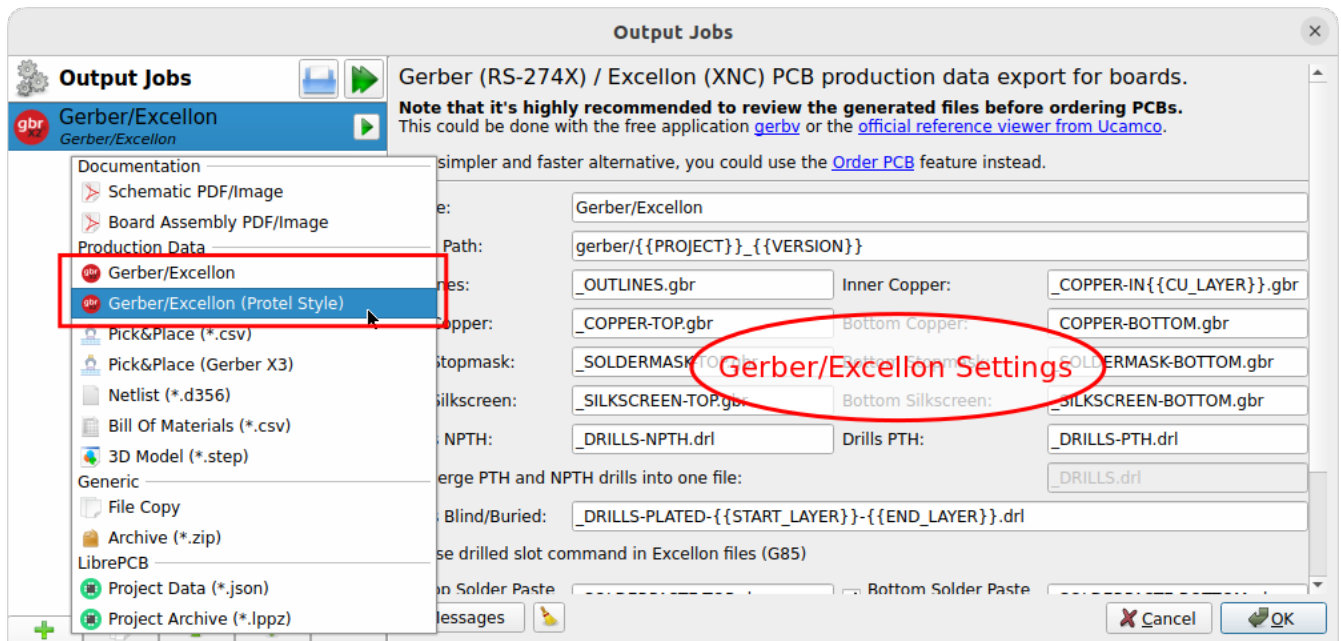 Output Jobs
Output Jobs
Gerber/Excellon
Gerber/Excellon
Documentation
Schematic PDF/Image
Board Assembly PDF/Image
Production Data
Gerber/Excellon
Gerber/Excellon (Protel Style)
Pick&Place (*.csv)
Pick&Place (Gerber X3)
Netlist (*.d356)
Bill Of Materials (*.csv)
3D Model (*.step)
Generic
File Copy
Archive (*.zip)
LibrePCB
Project Data (*.json)
Project Archive (*.lppz)
Gerber (RS-274X) / Excellon (XNC) PCB production data export for boards.
Note that it's highly recommended to review the generated files before ordering PCBs.
This could be done with the free application gerbv or the official reference viewer from Ucamco.
simpler and faster alternative, you could use the Order PCB feature instead.
Gerber/Excellon
Path: gerber/{{PROJECT}}_{{VERSION}}
_OUTLINES.gbr Inner Copper: _COPPER-IN{{CU_LAYER}}.gbr
_COPPER-TOP.gbr Bottom Copper: _COPPER-BOTTOM.gbr
_SOLDERMASK-TOP.gbr Bottom Stopmask: _SOLDERMASK-BOTTOM.gbr
Gerber/Excellon Settings
_SILKSCREEN-TOP.gbr Bottom Silkscreen: _SILKSCREEN-BOTTOM.gbr
NPTH: _DRILLS-NPTH.drl Drills PTH: _DRILLS-PTH.drl
PTH and NPTH drills into one file: _DRILLS.drl
Blind/Buried: _DRILLS-PLATED-{{START_LAYER}}-{{END_LAYER}}.drl
drilled slot command in Excellon files (G85)
Solder Paste Bottom Solder Paste
Cancel OK